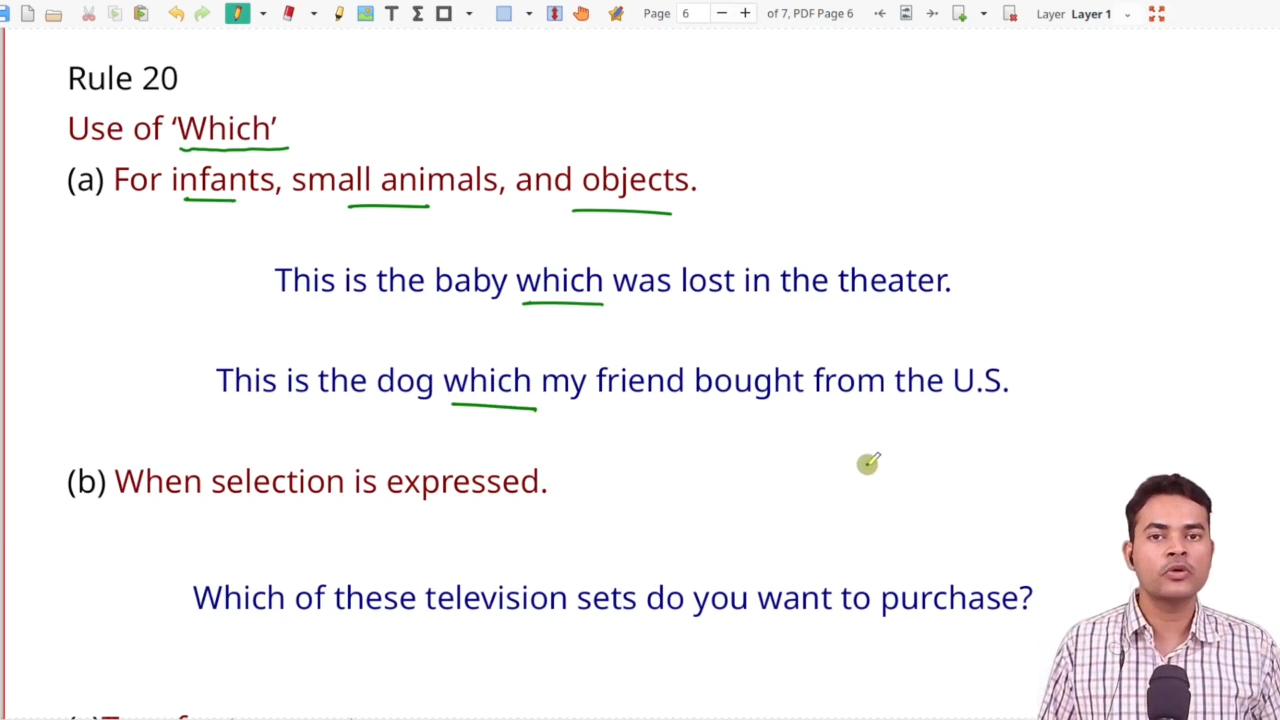 Page 6 of 7, PDF Page 6 Layer Layer 1
Rule 20
Use of ‘Which’
(a) For infants, small animals, and objects.
This is the baby which was lost in the theater.
This is the dog which my friend bought from the U.S.
(b) When selection is expressed.
Which of these television sets do you want to purchase?